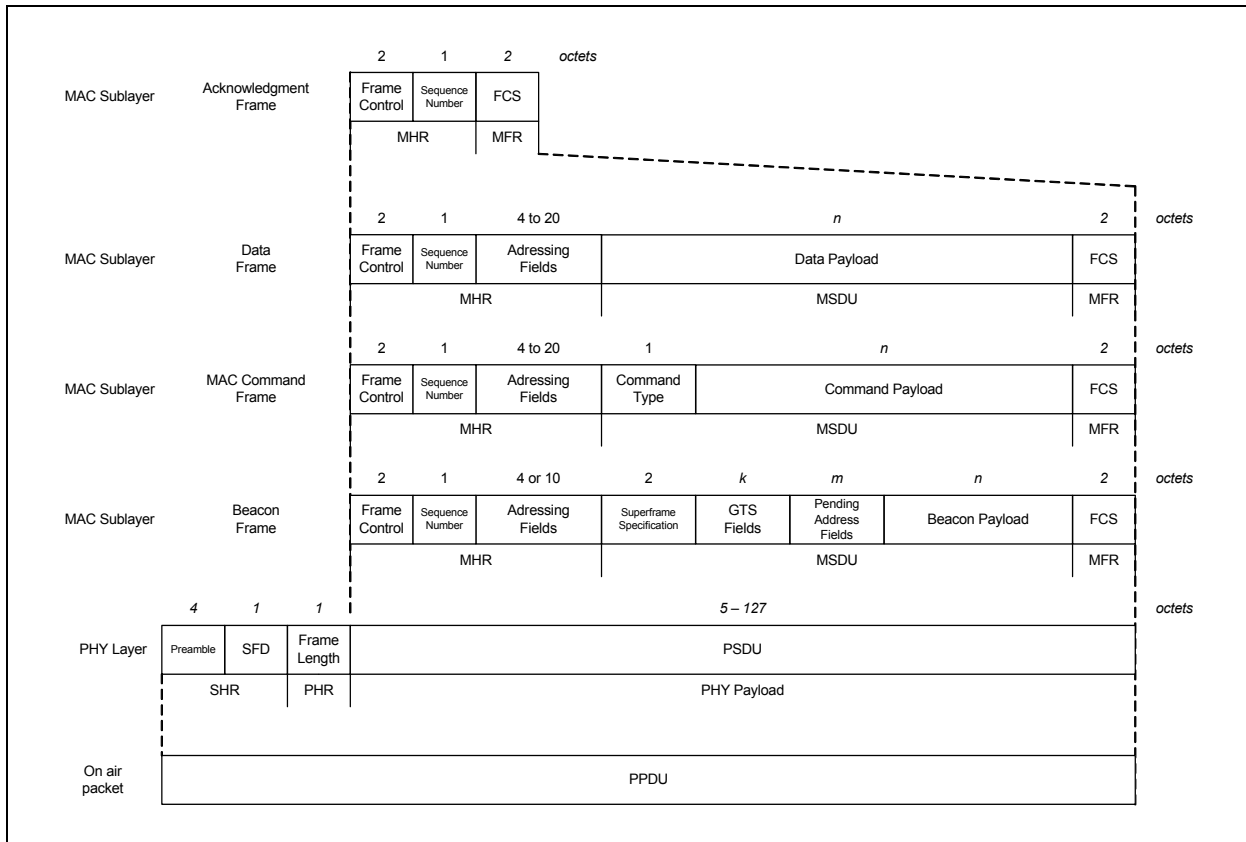 2 1 2 octets
MAC Sublayer Acknowledgment Frame Frame Control Sequence Number FCS
MHR MFR
2 1 4 to 20 n 2 octets
MAC Sublayer Data Frame Frame Control Sequence Number Adressing Fields Data Payload FCS
MHR MSDU MFR
2 1 4 to 20 1 n 2 octets
MAC Sublayer MAC Command Frame Frame Control Sequence Number Adressing Fields Command Type Command Payload FCS
MHR MSDU MFR
2 1 4 or 10 2 k m n 2 octets
MAC Sublayer Beacon Frame Frame Control Sequence Number Adressing Fields Superframe Specification GTS Fields Pending Address Fields Beacon Payload FCS
MHR MSDU MFR
4 1 1 5 – 127 octets
PHY Layer Preamble SFD Frame Length PSDU
SHR PHR PHY Payload
On air packet PPDU